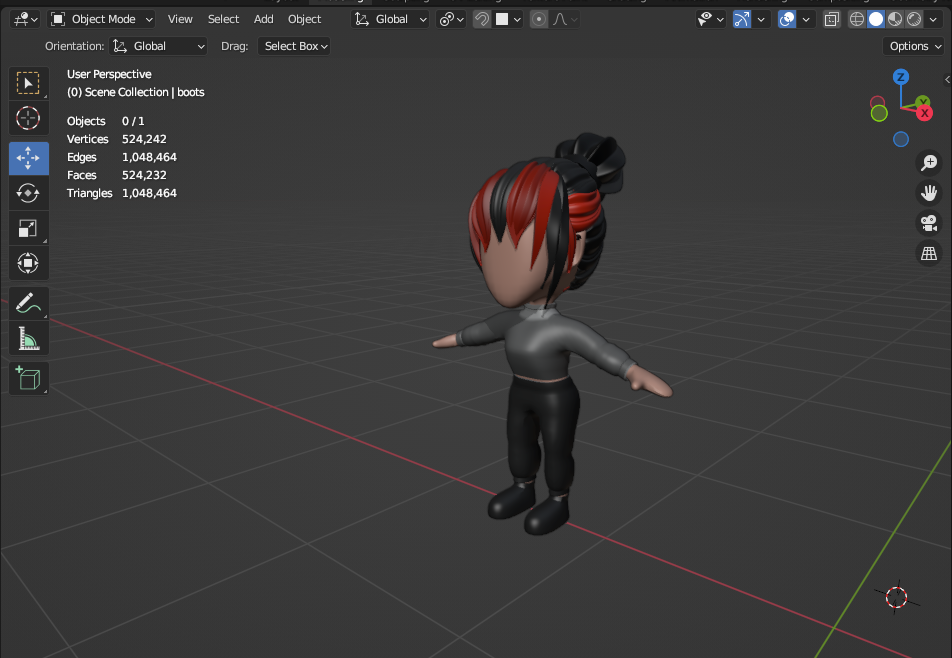 Object Mode View Select Add Object Global
Orientation: Global Drag: Select Box Options
User Perspective
(0) Scene Collection | boots
Objects 0 / 1
Vertices 524,242
Edges 1,048,464
Faces 524,232
Triangles 1,048,464
Z
Y
X